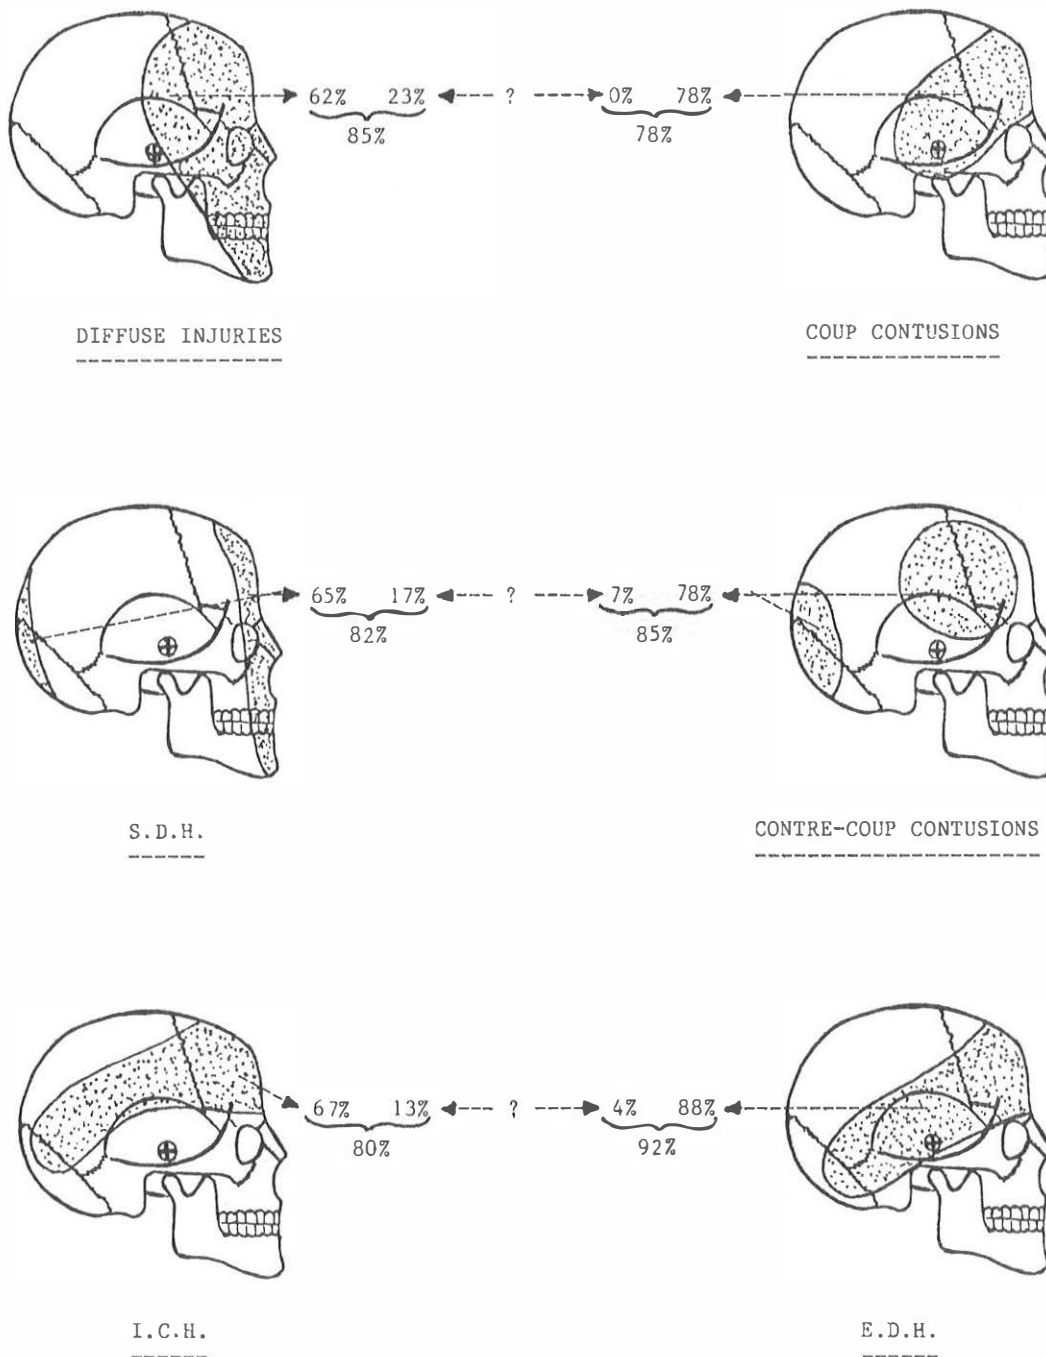 62% 23% ? 0% 78%
85% 78%
DIFFUSE INJURIES COUP CONTUSIONS
65% 17% ? 7% 78%
82% 85%
S.D.H. CONTRE-COUP CONTUSIONS
67% 13% ? 4% 88%
80% 92%
I.C.H. E.D.H.